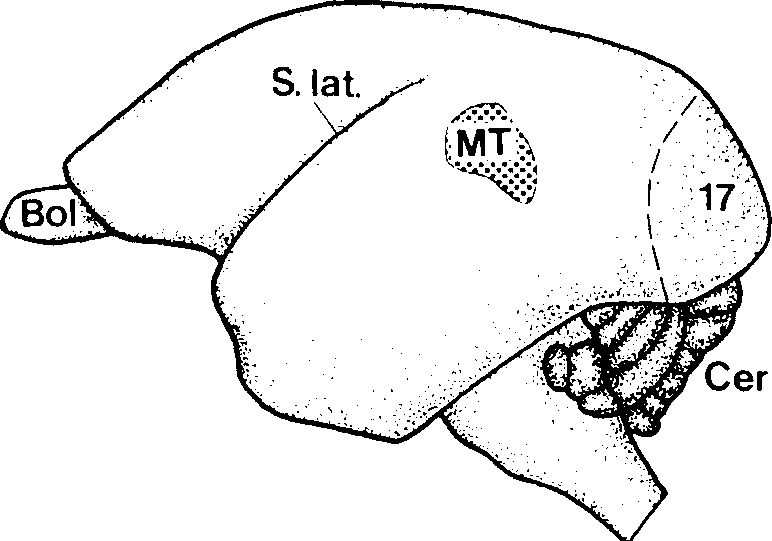 S. lat.
MT
Bol
17
Cer